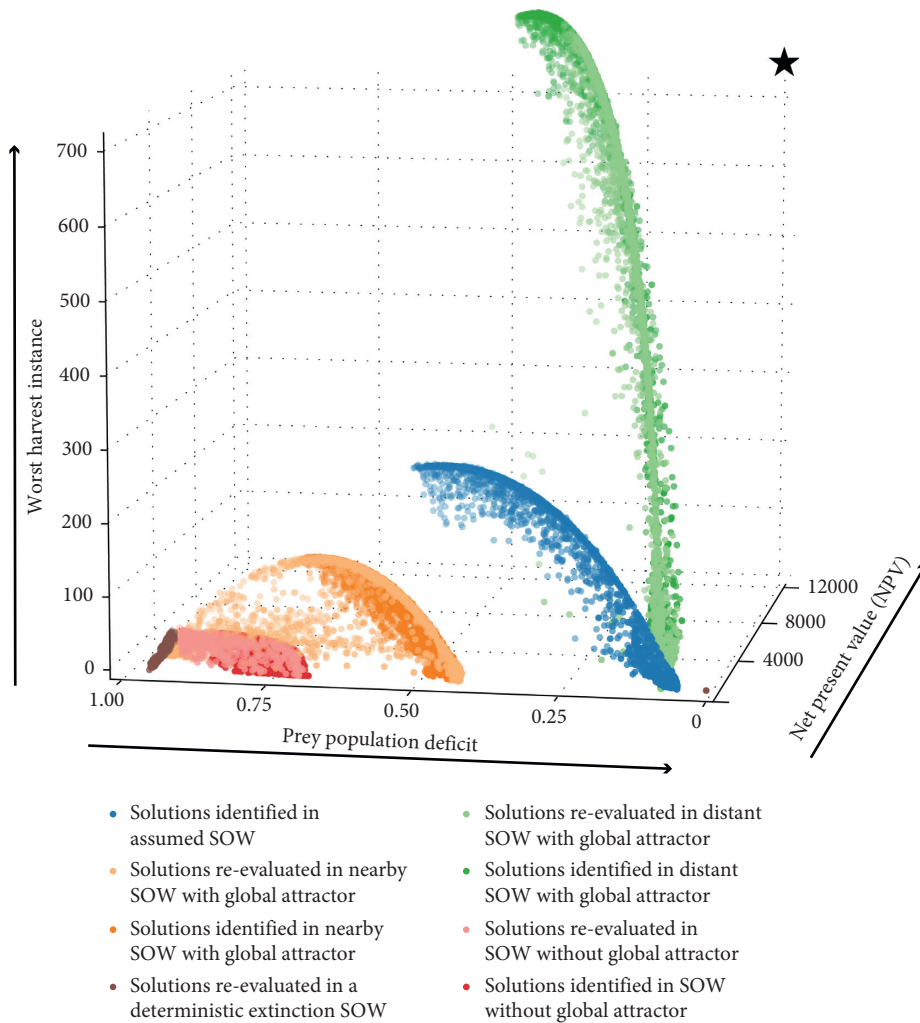 700
600
500
400
300
200
100
0
Worst harvest instance
1.00
0.75
0.50
0.25
0
Prey population deficit
12000
8000
4000
Net present value (NPV)
Solutions identified in
assumed SOW
Solutions re-evaluated in nearby
SOW with global attractor
Solutions identified in nearby
SOW with global attractor
Solutions re-evaluated in a
deterministic extinction SOW
Solutions re-evaluated in distant
SOW with global attractor
Solutions identified in distant
SOW with global attractor
Solutions re-evaluated in
SOW without global attractor
Solutions identified in SOW
without global attractor